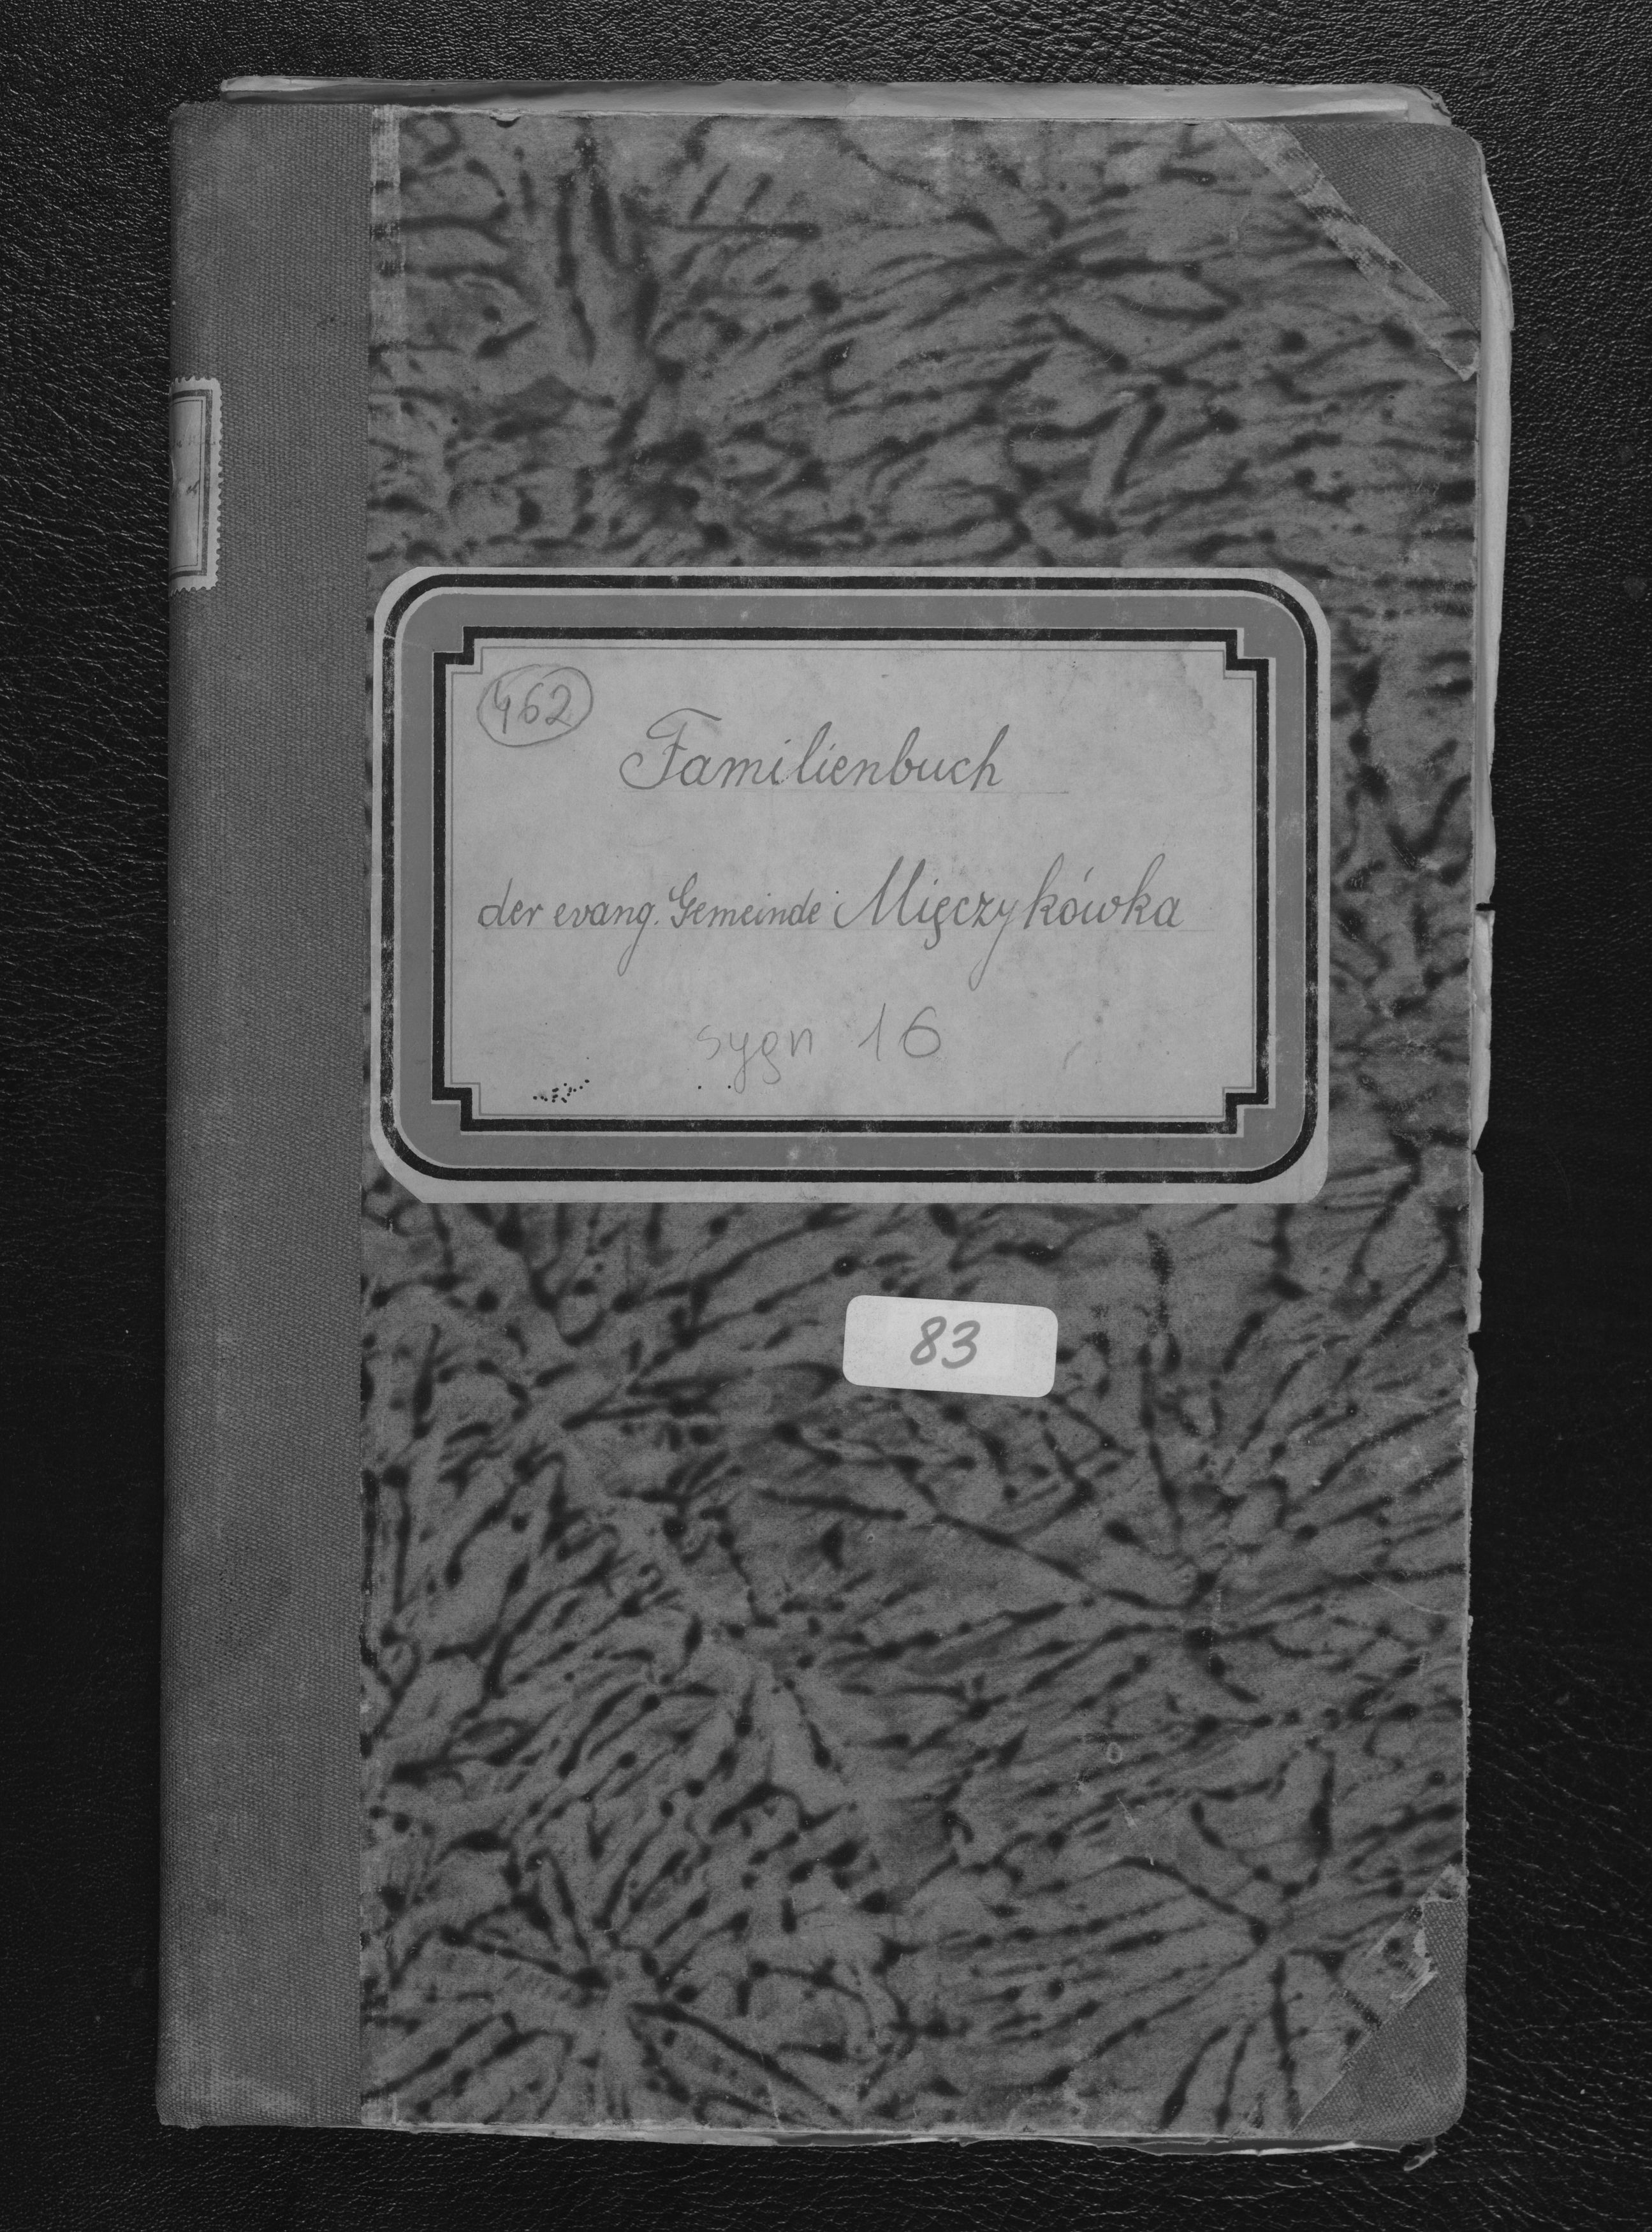 462
Familienbuch
der evang. Gemeinde Mięczykówka
sygn 16
83